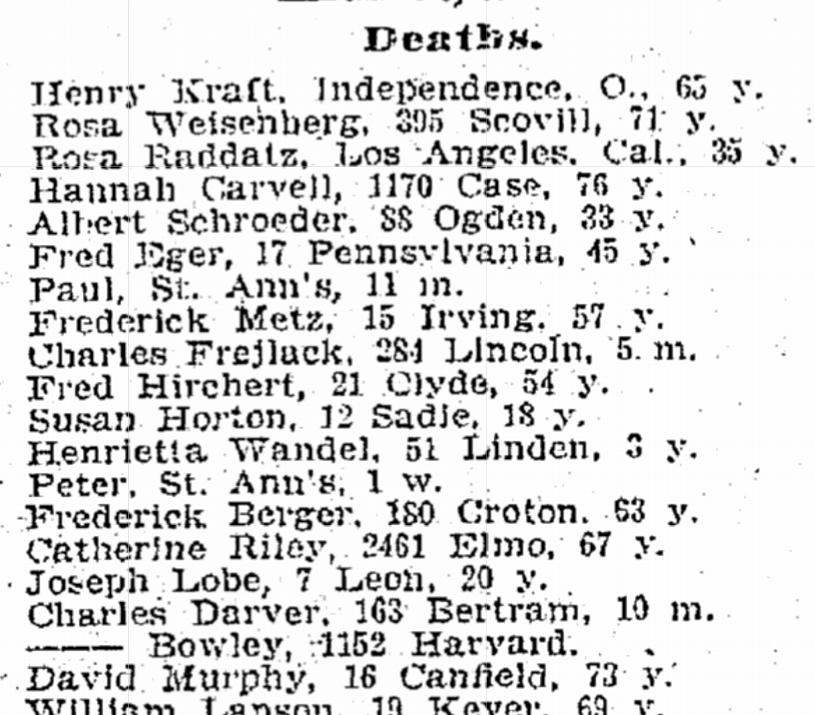 Deaths.
Henry Kraft, Independence, O., 65 y.
Rosa Weisenberg, 395 Scovill, 71 y.
Rosa Raddatz, Los Angeles, Cal., 35 y.
Hannah Carvell, 1170 Case, 76 y.
Albert Schroeder, 88 Ogden, 33 y.
Fred Eger, 17 Pennsylvania, 45 y.
Paul, St. Ann's, 11 m.
Frederick Metz, 15 Irving, 57 y.
Charles Frejlack, 284 Lincoln, 5 m.
Fred Hirchert, 21 Clyde, 54 y.
Susan Horton, 12 Sadie, 18 y.
Henrietta Wandel, 51 Linden, 3 y.
Peter, St. Ann's, 1 w.
Frederick Berger, 180 Croton, 63 y.
Catherine Riley, 2461 Elmo, 67 y.
Joseph Lobe, 7 Leon, 20 y.
Charles Darver, 163 Bertram, 10 m.
—— Bowley, 1152 Harvard.
David Murphy, 16 Canfield, 73 y.
William Lanson, 19 Keyer, 69 y.